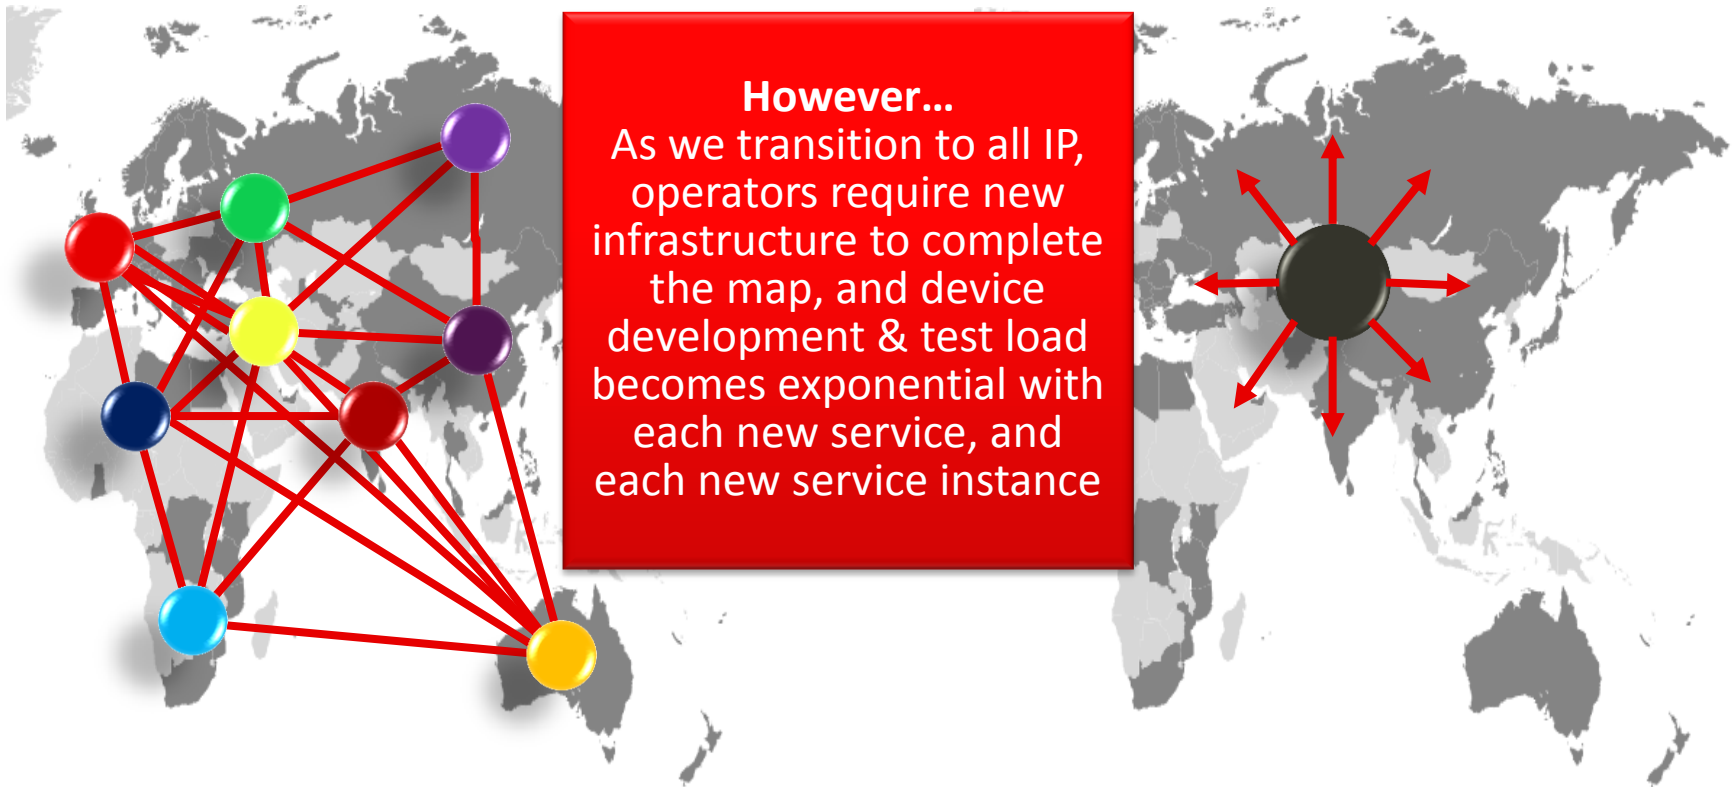 However…
As we transition to all IP,
operators require new
infrastructure to complete
the map, and device
development & test load
becomes exponential with
each new service, and
each new service instance